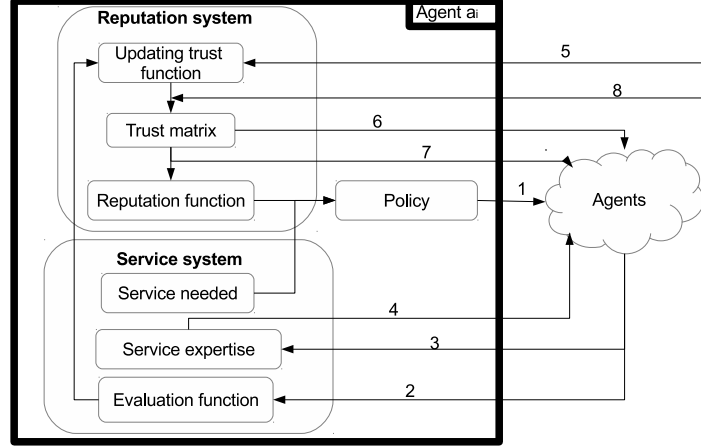 Reputation system
Agent ai
Updating trust
function
5
8
Trust matrix
6
7
Reputation function
Policy
1
Agents
Service system
Service needed
4
Service expertise
3
Evaluation function
2